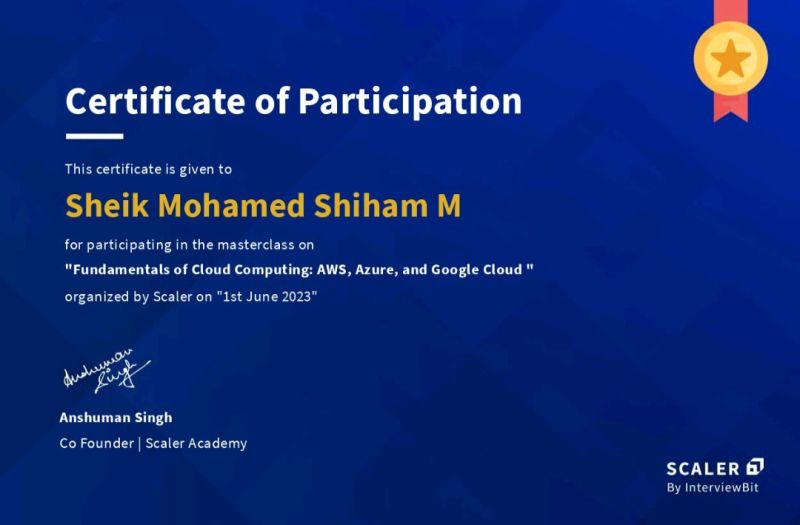 Certificate of Participation
This certificate is given to
Sheik Mohamed Shiham M
for participating in the masterclass on
"Fundamentals of Cloud Computing: AWS, Azure, and Google Cloud "
organized by Scaler on "1st June 2023"
Anshuman
Singh
Anshuman Singh
Co Founder | Scaler Academy
SCALER
By InterviewBit